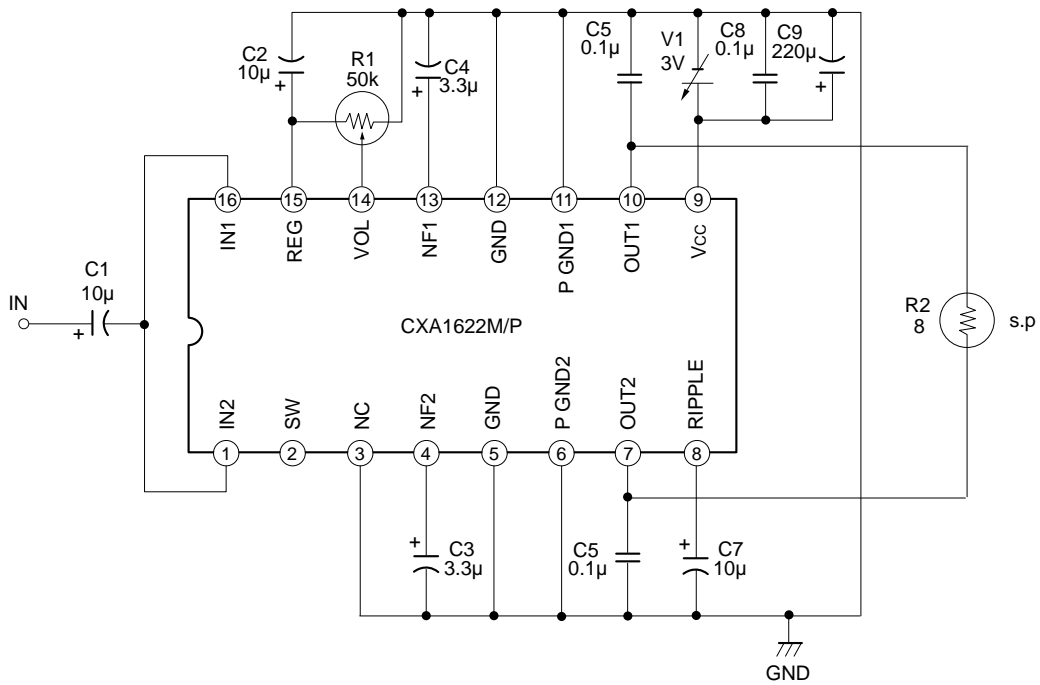 C2
10µ
R1
50k
C4
3.3µ
C5
0.1µ
V1
3V
C8
0.1µ
C9
220µ
+
+
+
16
15
14
13
12
11
10
9
IN1
REG
VOL
NF1
GND
P GND1
OUT1
Vcc
IN
C1
10µ
+
CXA1622M/P
R2
8
s.p
IN2
SW
NC
NF2
GND
P GND2
OUT2
RIPPLE
1
2
3
4
5
6
7
8
+
C3
3.3µ
C5
0.1µ
+
C7
10µ
GND